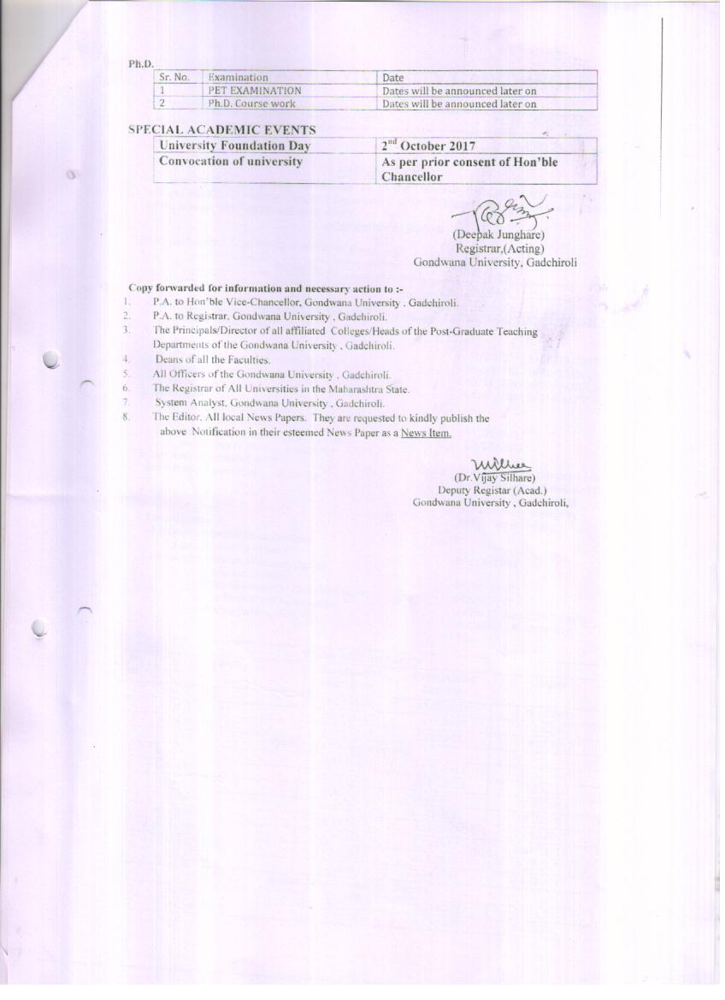 Ph.D.
Sr. No. Examination Date
1 PET EXAMINATION Dates will be announced later on
2 Ph.D. Course work Dates will be announced later on
SPECIAL ACADEMIC EVENTS
University Foundation Day 2nd October 2017
Convocation of university As per prior consent of Hon'ble
Chancellor
(Deepak Junghare)
Registrar,(Acting)
Gondwana University, Gadchiroli
Copy forwarded for information and necessary action to :-
1. P.A. to Hon'ble Vice-Chancellor, Gondwana University , Gadchiroli.
2. P.A. to Registrar, Gondwana University , Gadchiroli.
3. The Principals/Director of all affiliated Colleges/Heads of the Post-Graduate Teaching
Departments of the Gondwana University , Gadchiroli.
4. Deans of all the Faculties.
5. All Officers of the Gondwana University , Gadchiroli.
6. The Registrar of All Universities in the Maharashtra State.
7. System Analyst, Gondwana University , Gadchiroli.
8. The Editor, All local News Papers. They are requested to kindly publish the
above Notification in their esteemed News Paper as a News Item.
(Dr.Vijay Silhare)
Deputy Registar (Acad.)
Gondwana University , Gadchiroli,